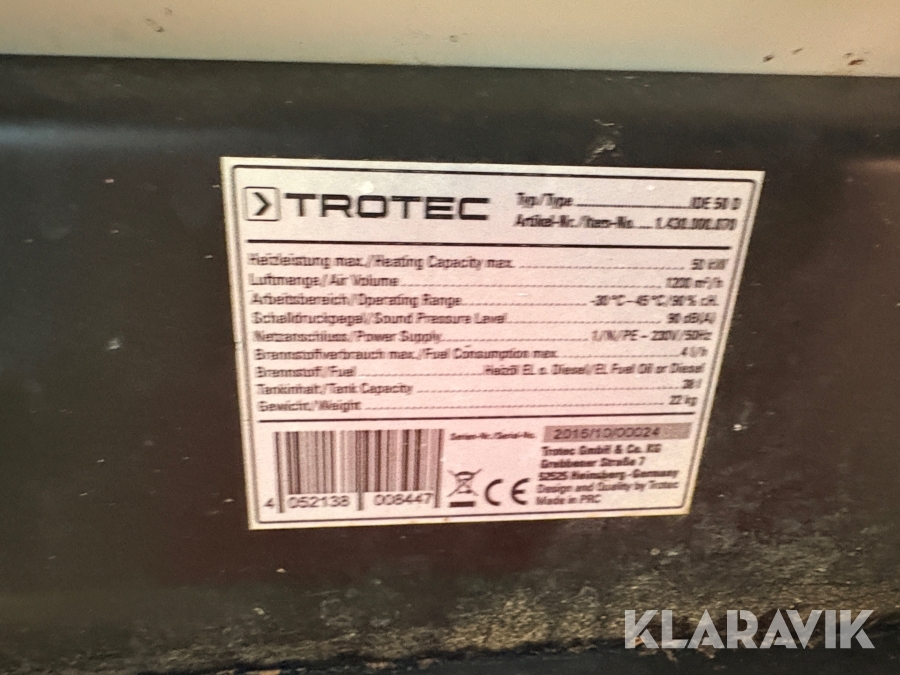 TROTEC
Typ/Type ... IDE 50 D
Artikel-Nr./Item-No. ... 1.430.000.070
Heizleistung max./Heating Capacity max. ... 50 kW
Luftmenge/Air Volume ... 1200 m³/h
Arbeitsbereich/Operating Range ... -30°C–45°C/90% r.H.
Schalldruckpegel/Sound Pressure Level ... 90 dB(A)
Netzanschluss/Power Supply ... 1/N/PE ~ 230V/50Hz
Brennstoffverbrauch max./Fuel Consumption max. ... 4 l/h
Brennstoff/Fuel ... Heizöl EL o. Diesel/EL Fuel Oil or Diesel
Tankinhalt/Tank Capacity ... 38 l
Gewicht/Weight ... 22 kg
Serien-Nr./Serial-No. 2016/10/00024
Trotec GmbH & Co. KG
Grebbener Straße 7
52525 Heinsberg-Germany
Design and Quality by Trotec
Made in PRC
4 052138 008447
CE
KLARAVIK